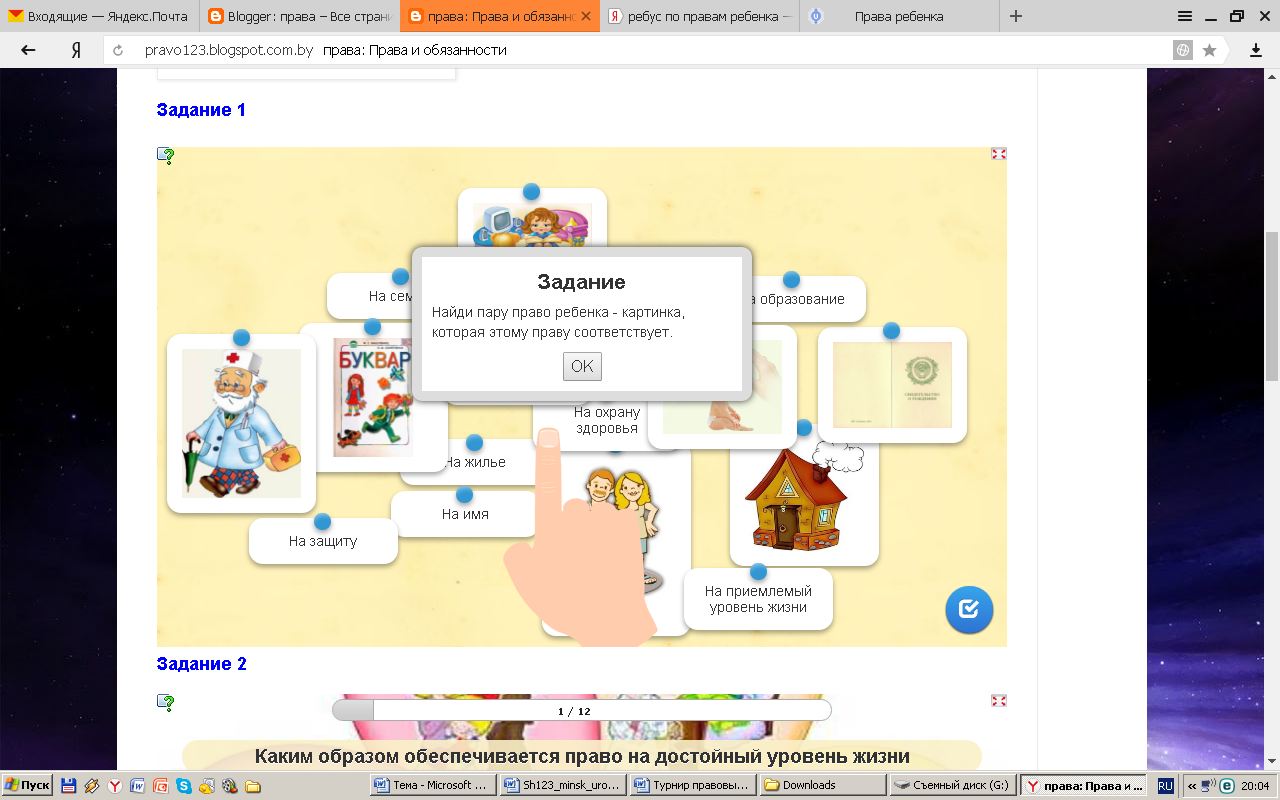 Входящие — Яндекс.Почта
Blogger: права – Все страни
права: Права и обязанно
ребус по правам ребенка —
Права ребенка
Я
pravo123.blogspot.com.by права: Права и обязанности
Задание 1
На сем
а образование
Задание
Найди пару право ребенка - картинка,
которая этому праву соответствует.
OK
БУКВАР
На охрану
здоровья
На жилье
На имя
На защиту
На приемлемый
уровень жизни
Задание 2
1 / 12
Каким образом обеспечивается право на достойный уровень жизни
Пуск
Тема - Microsoft ...
Sh123_minsk_uro...
Турнир правовы...
Downloads
Съемный диск (G:)
права: Права и ...
RU
20:04